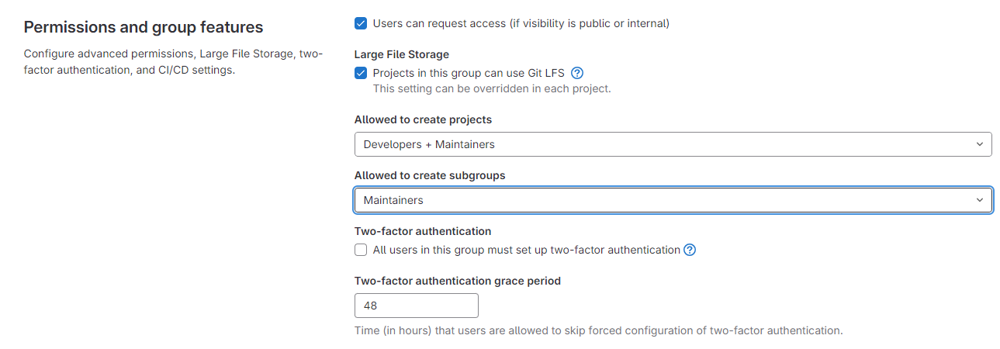 Permissions and group features
Configure advanced permissions, Large File Storage, two-
factor authentication, and CI/CD settings.
Users can request access (if visibility is public or internal)
Large File Storage
Projects in this group can use Git LFS ?
This setting can be overridden in each project.
Allowed to create projects
Developers + Maintainers
Allowed to create subgroups
Maintainers
Two-factor authentication
All users in this group must set up two-factor authentication ?
Two-factor authentication grace period
48
Time (in hours) that users are allowed to skip forced configuration of two-factor authentication.